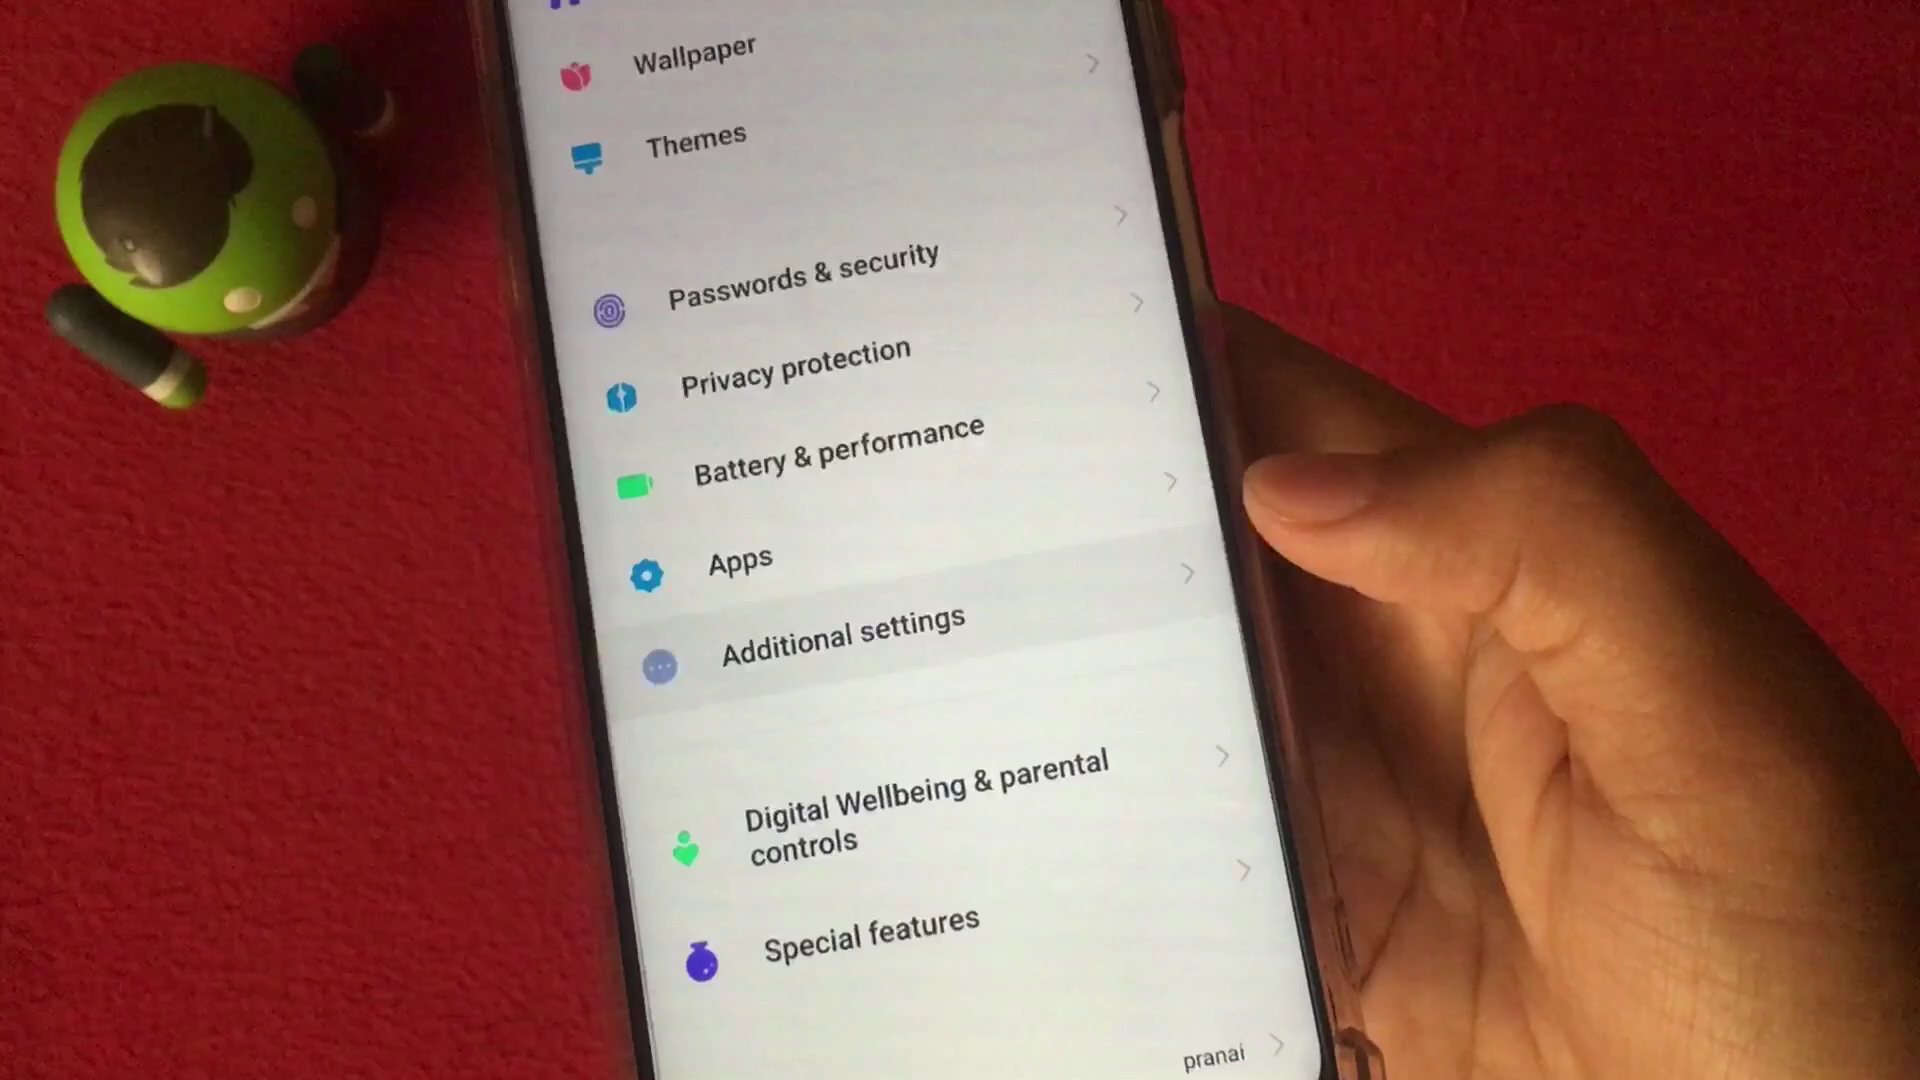 Wallpaper
Themes
Passwords & security
Privacy protection
Battery & performance
Apps
Additional settings
Digital Wellbeing & parental
controls
Special features
pranai